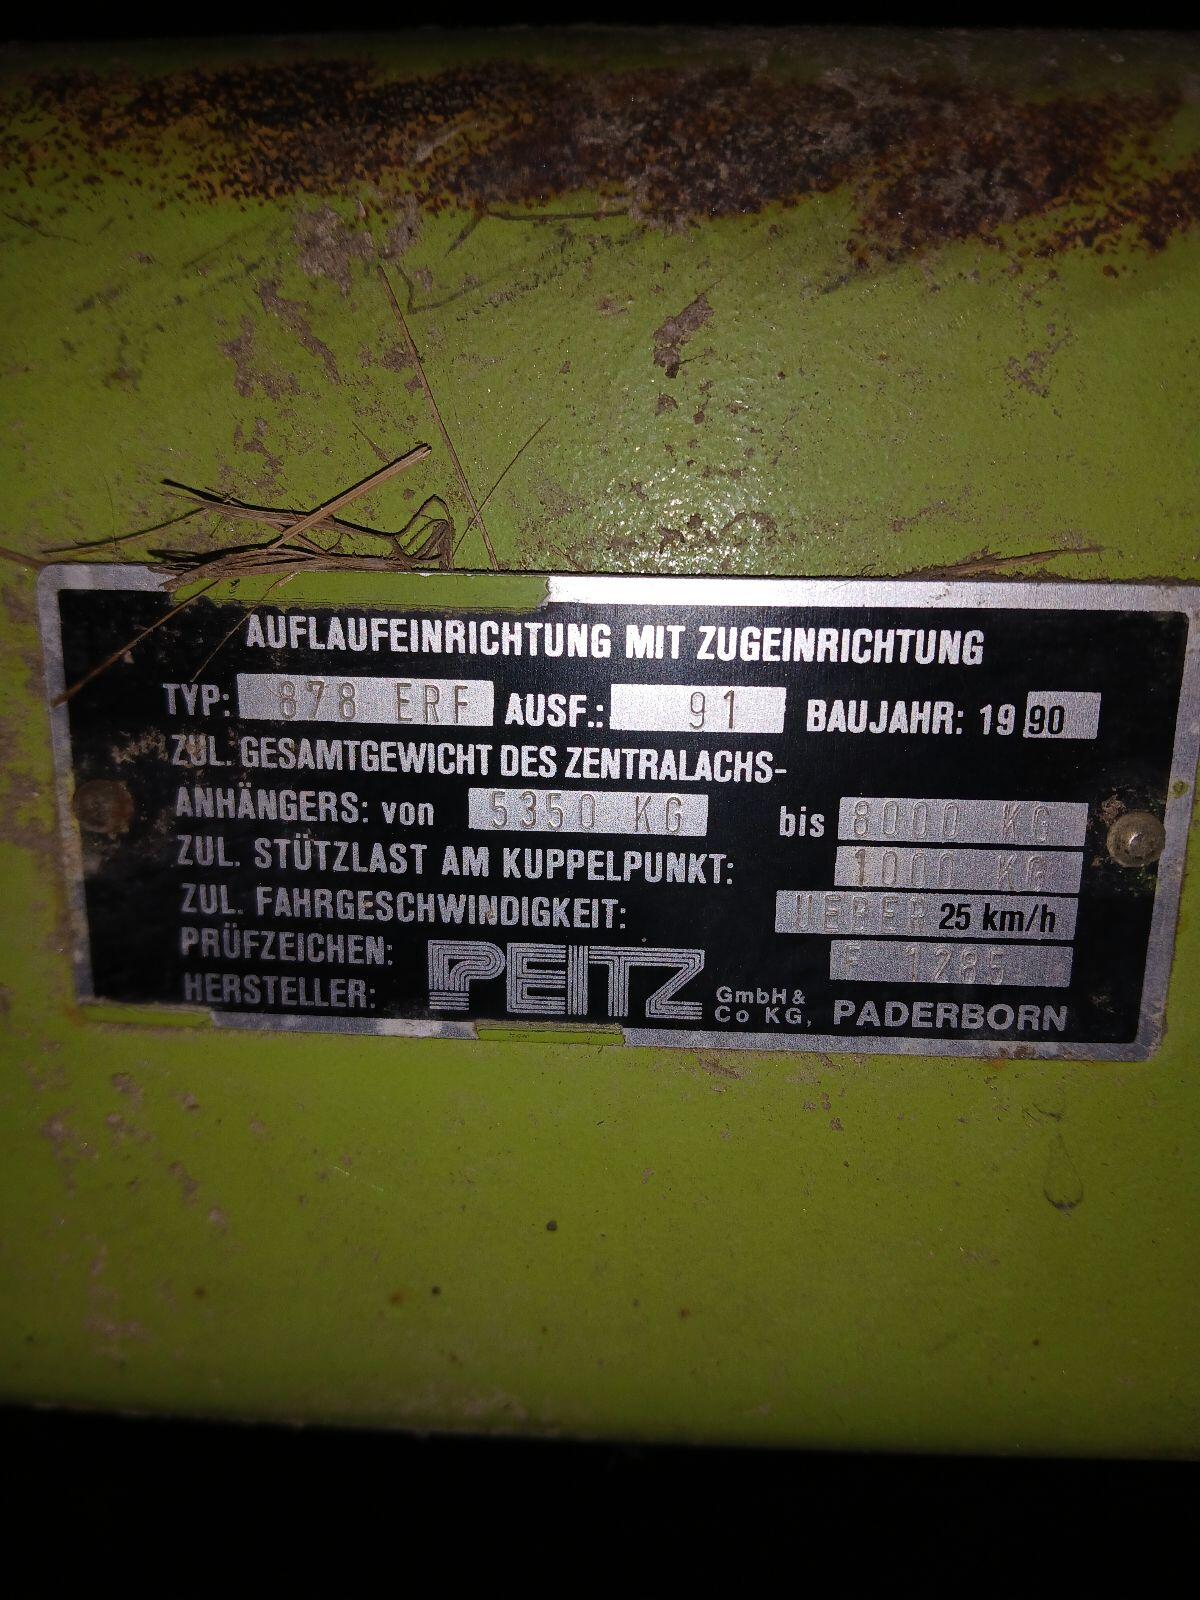 AUFLAUFEINRICHTUNG MIT ZUGEINRICHTUNG
TYP: 878 ERF AUSF.: 91 BAUJAHR: 1990
ZUL. GESAMTGEWICHT DES ZENTRALACHS-
ANHÄNGERS: von 5350 KG bis 8000 KG
ZUL. STÜTZLAST AM KUPPELPUNKT: 1000 KG
ZUL. FAHRGESCHWINDIGKEIT: UEBER 25 km/h
PRÜFZEICHEN: F 1285
HERSTELLER: PEITZ GmbH & Co KG, PADERBORN